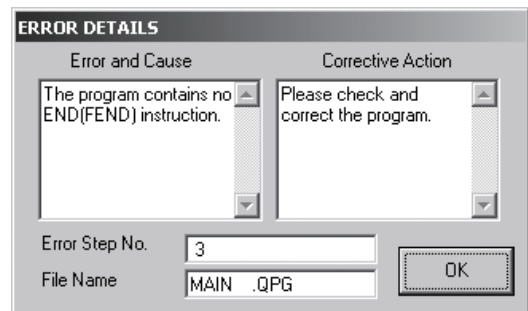 ERROR DETAILS
Error and Cause
The program contains no
END(FEND) instruction.
Corrective Action
Please check and
correct the program.
Error Step No.
3
File Name
MAIN .QPG
OK